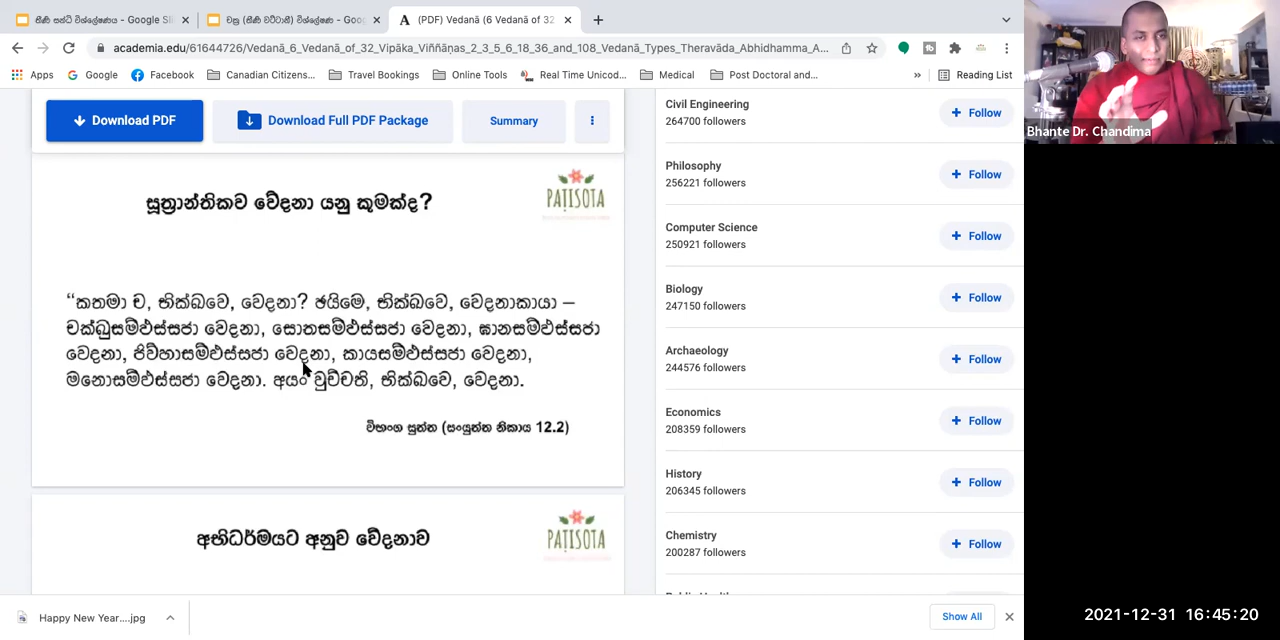 තිණී සන්ධි විශ්ලේෂණය - Google Sli
චක්‍ර (තිණී වට්ටානි) විශ්ලේෂණ - Goog
(PDF) Vedanā (6 Vedanā of 32
academia.edu/61644726/Vedanā_6_Vedanā_of_32_Vipāka_Viññāṇas_2_3_5_6_18_36_and_108_Vedanā_Types_Theravāda_Abhidhamma_A...
Apps
Google
Facebook
Canadian Citizens...
Travel Bookings
Online Tools
Real Time Unicod...
Medical
Post Doctoral and...
»
Reading List
Download PDF
Download Full PDF Package
Summary
PAṬISOTA
සූත්‍රාන්තිකව වේදනා යනු කුමක්ද?
“කතමා ච, භික්ඛවෙ, වෙදනා? ඡයිමෙ, භික්ඛවෙ, වෙදනාකායා –
චක්ඛුසම්ඵස්සජා වෙදනා, සොතසම්ඵස්සජා වෙදනා, ඝානසම්ඵස්සජා
වෙදනා, ජිව්හාසම්ඵස්සජා වෙදනා, කායසම්ඵස්සජා වෙදනා,
මනොසම්ඵස්සජා වෙදනා. අයං වුච්චති, භික්ඛවෙ, වෙදනා.
විභංග සුත්ත (සංයුත්ත නිකාය 12.2)
අභිධර්මයට අනුව වේදනාව
PAṬISOTA
Civil Engineering
264700 followers
+ Follow
Philosophy
256221 followers
+ Follow
Computer Science
250921 followers
+ Follow
Biology
247150 followers
+ Follow
Archaeology
244576 followers
+ Follow
Economics
208359 followers
+ Follow
History
206345 followers
+ Follow
Chemistry
200287 followers
+ Follow
Happy New Year....jpg
Show All
Bhante Dr. Chandima
2021-12-31 16:45:20